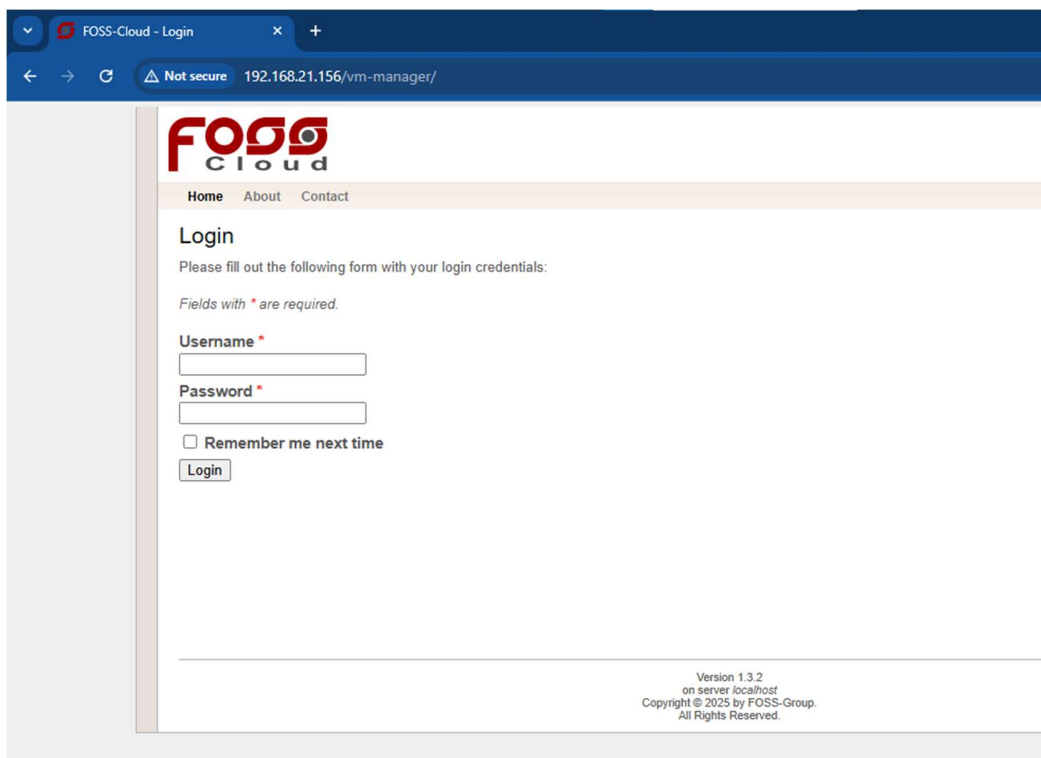 FOSS-Cloud - Login
Not secure 192.168.21.156/vm-manager/
FOSS
Cloud
Home About Contact
Login
Please fill out the following form with your login credentials:
Fields with * are required.
Username *
Password *
Remember me next time
Login
Version 1.3.2
on server localhost
Copyright © 2025 by FOSS-Group.
All Rights Reserved.